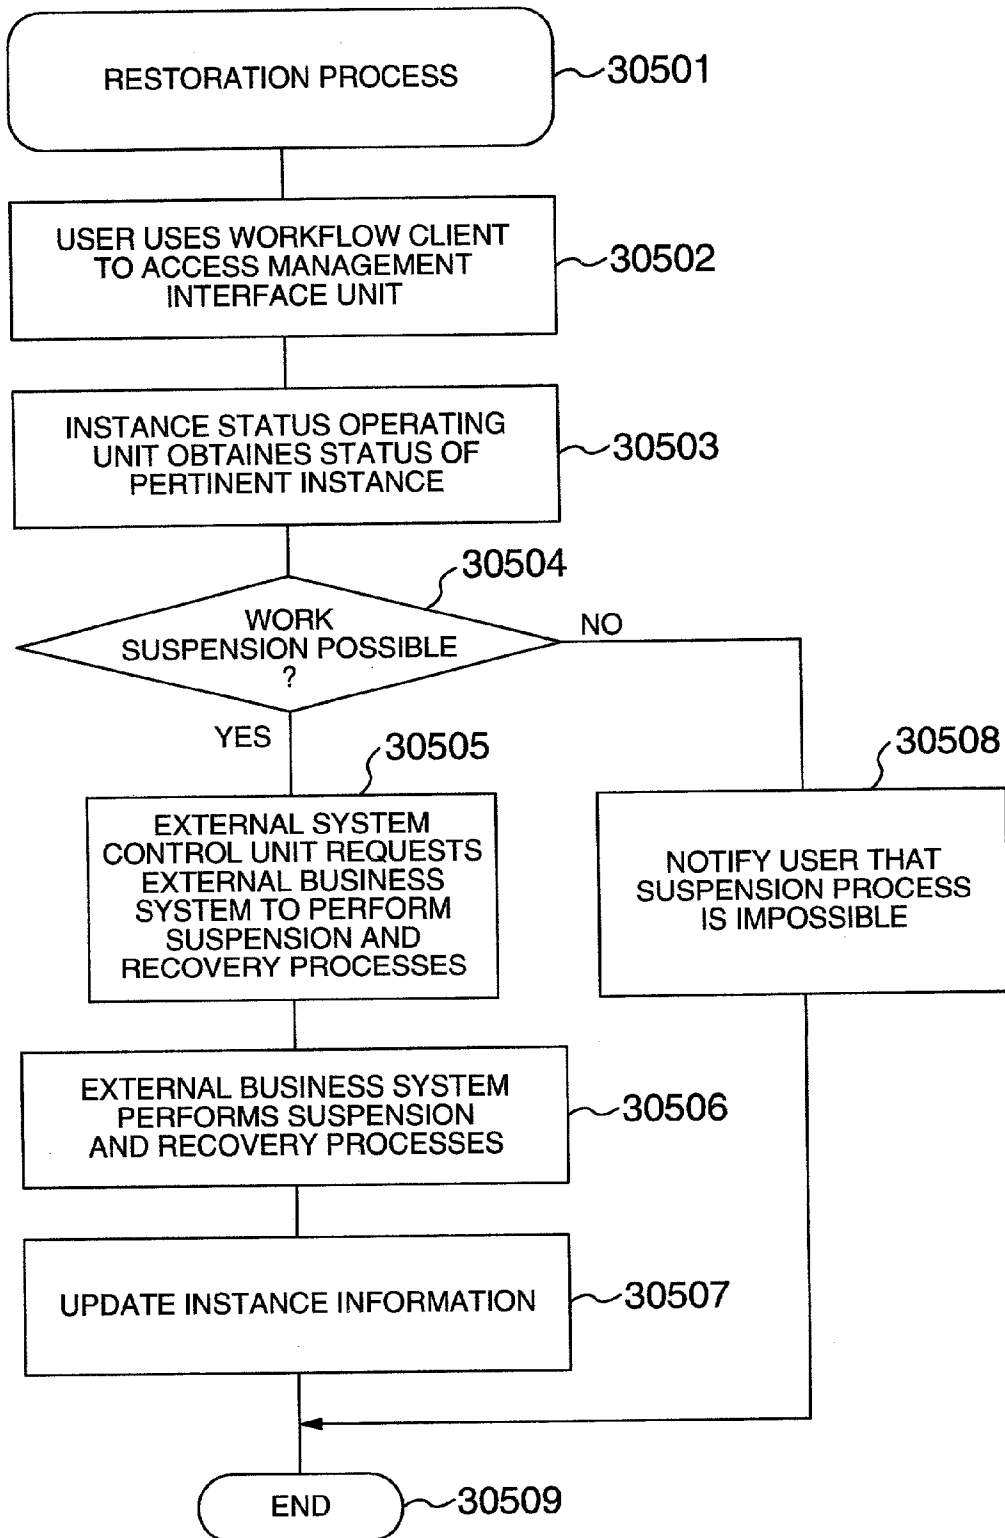 RESTORATION PROCESS
30501
USER USES WORKFLOW CLIENT
TO ACCESS MANAGEMENT
INTERFACE UNIT
30502
INSTANCE STATUS OPERATING
UNIT OBTAINES STATUS OF
PERTINENT INSTANCE
30503
30504
WORK
SUSPENSION POSSIBLE
?
NO
YES
30505
EXTERNAL SYSTEM
CONTROL UNIT REQUESTS
EXTERNAL BUSINESS
SYSTEM TO PERFORM
SUSPENSION AND
RECOVERY PROCESSES
30508
NOTIFY USER THAT
SUSPENSION PROCESS
IS IMPOSSIBLE
EXTERNAL BUSINESS SYSTEM
PERFORMS SUSPENSION
AND RECOVERY PROCESSES
30506
UPDATE INSTANCE INFORMATION
30507
END
30509